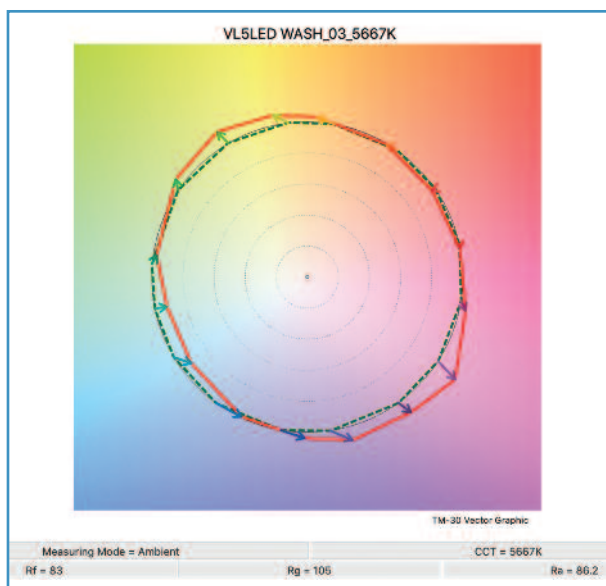 VL5LED WASH_03_5667K
TM-30 Vector Graphic
Measuring Mode = Ambient CCT = 5667K
Rf = 83 Rg = 105 Ra = 86.2